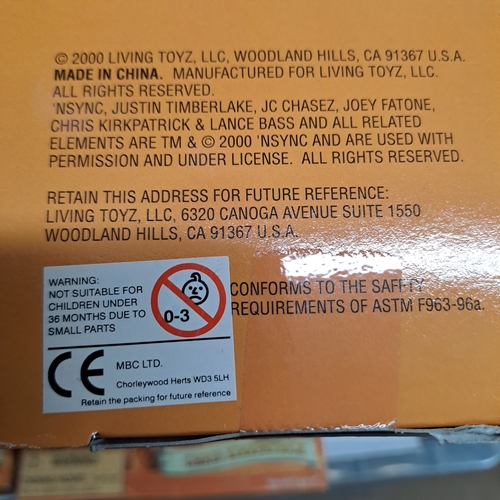 © 2000 LIVING TOYZ, LLC, WOODLAND HILLS, CA 91367 U.S.A.
MADE IN CHINA. MANUFACTURED FOR LIVING TOYZ, LLC.
ALL RIGHTS RESERVED.
'NSYNC, JUSTIN TIMBERLAKE, JC CHASEZ, JOEY FATONE,
CHRIS KIRKPATRICK & LANCE BASS AND ALL RELATED
ELEMENTS ARE TM & © 2000 'NSYNC AND ARE USED WITH
PERMISSION AND UNDER LICENSE. ALL RIGHTS RESERVED.
RETAIN THIS ADDRESS FOR FUTURE REFERENCE:
LIVING TOYZ, LLC, 6320 CANOGA AVENUE SUITE 1550
WOODLAND HILLS, CA 91367 U.S.A.
CONFORMS TO THE SAFETY
REQUIREMENTS OF ASTM F963-96a.
WARNING:
NOT SUITABLE FOR
CHILDREN UNDER
36 MONTHS DUE TO
SMALL PARTS
0-3
CE
MBC LTD.
Chorleywood Herts WD3 5LH
Retain the packing for future reference